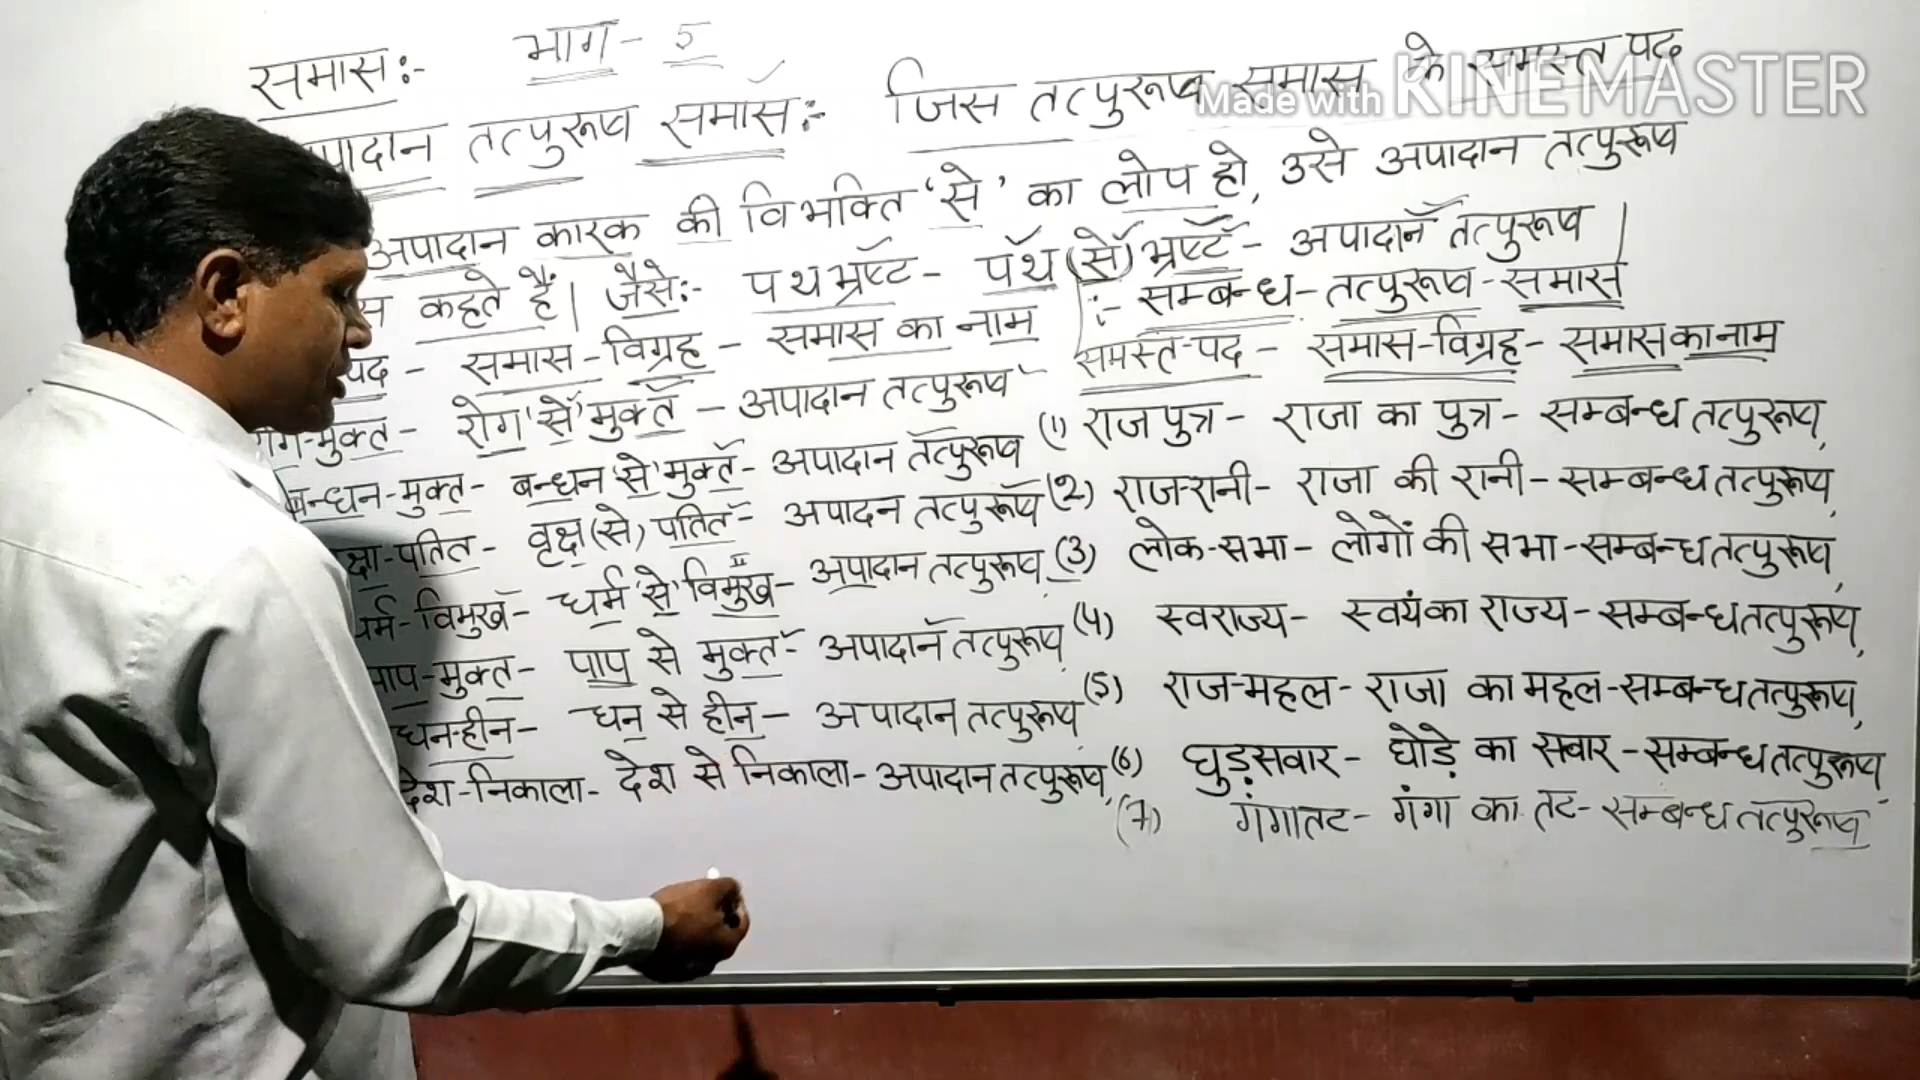 समासः- भाग- 5
तत्पुरूष समासः- जिस तत्पुरूष समास के समस्त पद
Made with KINEMASTER
अपादान कारक की विभक्ति 'से' का लोप हो, उसे अपादान तत्पुरूष
कहते हैं। जैसेः- पथभ्रष्ट- पथ (से) भ्रष्ट- अपादान तत्पुरूष
पद - समास-विग्रह - समास का नाम
मुक्त- रोग 'से' मुक्त - अपादान तत्पुरूष
बन्धन-मुक्त- बन्धन 'से' मुक्त- अपादान तत्पुरूष
पतित- वृक्ष (से) पतित- अपादन तत्पुरूष
विमुख- धर्म 'से' विमुख- अपादान तत्पुरूष,
मुक्त- पाप से मुक्त- अपादान तत्पुरूष,
धन-हीन- धन से हीन- अपादान तत्पुरूष,
देश-निकाला- देश से निकाला- अपादान तत्पुरूष,
:- सम्बन्ध-तत्पुरूष-समास
समस्त-पद - समास-विग्रह - समास का नाम
(1) राजपुत्र- राजा का पुत्र- सम्बन्ध तत्पुरूष,
(2) राज-रानी- राजा की रानी- सम्बन्ध तत्पुरूष,
(3) लोक-सभा- लोगों की सभा-सम्बन्ध तत्पुरूष,
(4) स्वराज्य- स्वयं का राज्य-सम्बन्ध तत्पुरूष,
(5) राज-महल- राजा का महल-सम्बन्ध तत्पुरूष,
(6) घुड़सवार- घोड़े का सवार-सम्बन्ध तत्पुरूष,
(7) गंगातट- गंगा का तट- सम्बन्ध तत्पुरूष